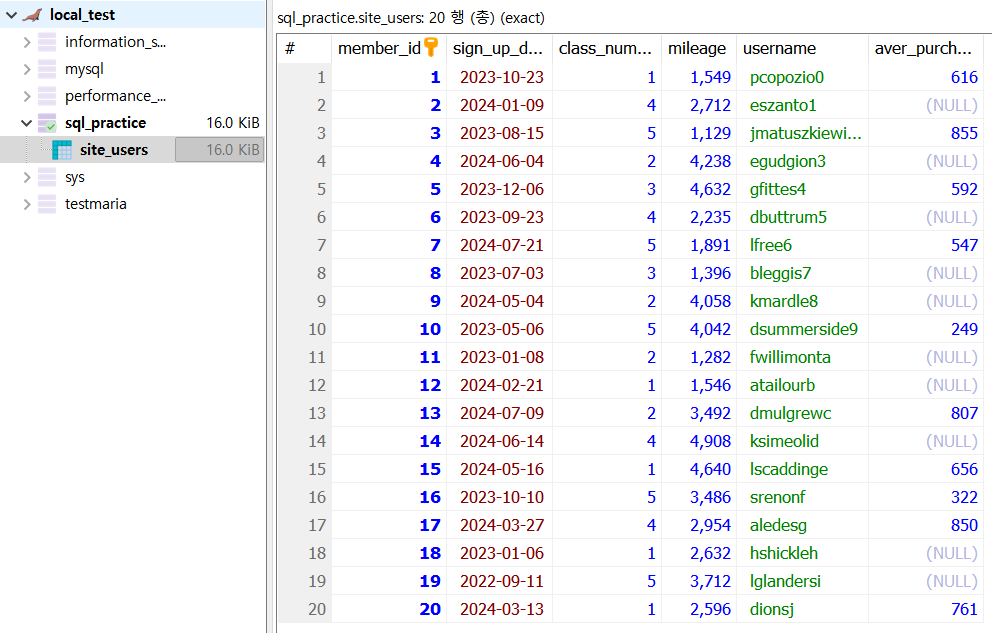 local_test
information_s...
mysql
performance_...
sql_practice 16.0 KiB
site_users 16.0 KiB
sys
testmaria
sql_practice.site_users: 20 행 (총) (exact)
# member_id sign_up_d... class_num... mileage username aver_purch...
1 1 2023-10-23 1 1,549 pcopozio0 616
2 2 2024-01-09 4 2,712 eszanto1 (NULL)
3 3 2023-08-15 5 1,129 jmatuszkiewi... 855
4 4 2024-06-04 2 4,238 egudgion3 (NULL)
5 5 2023-12-06 3 4,632 gfittes4 592
6 6 2023-09-23 4 2,235 dbuttrum5 (NULL)
7 7 2024-07-21 5 1,891 lfree6 547
8 8 2023-07-03 3 1,396 bleggis7 (NULL)
9 9 2024-05-04 2 4,058 kmardle8 (NULL)
10 10 2023-05-06 5 4,042 dsummerside9 249
11 11 2023-01-08 2 1,282 fwillimonta (NULL)
12 12 2024-02-21 1 1,546 atailourb (NULL)
13 13 2024-07-09 2 3,492 dmulgrewc 807
14 14 2024-06-14 4 4,908 ksimeolid (NULL)
15 15 2024-05-16 1 4,640 lscaddinge 656
16 16 2023-10-10 5 3,486 srenonf 322
17 17 2024-03-27 4 2,954 aledesg 850
18 18 2023-01-06 1 2,632 hshickleh (NULL)
19 19 2022-09-11 5 3,712 lglandersi (NULL)
20 20 2024-03-13 1 2,596 dionsj 761